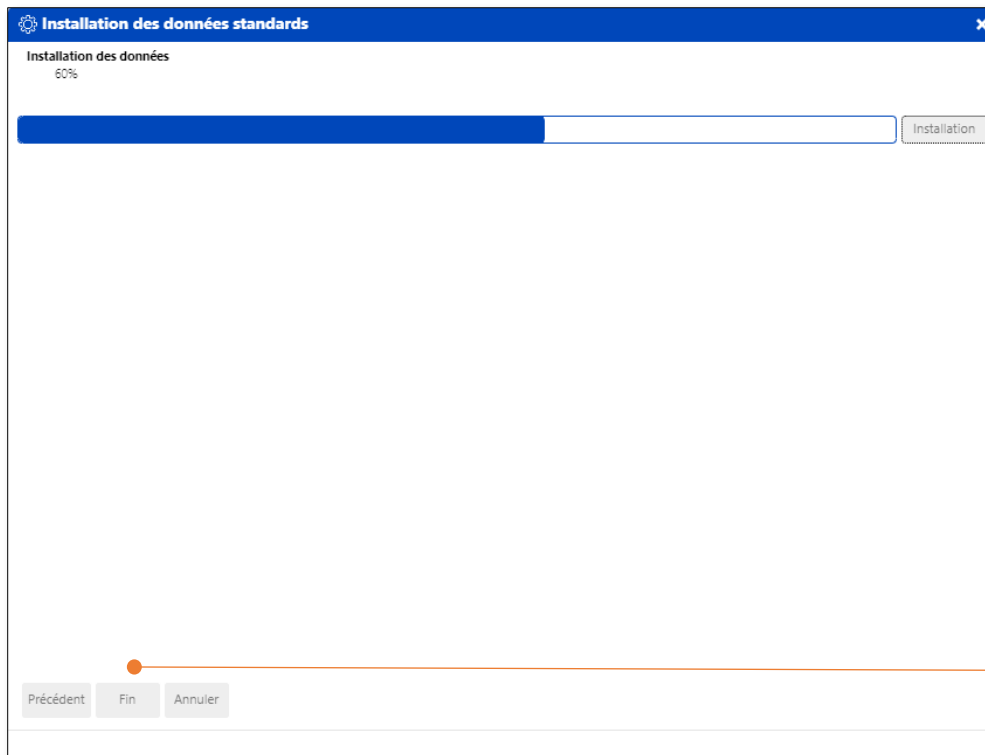 Installation des données standards
Installation des données
60%
Installation
Précédent
Fin
Annuler